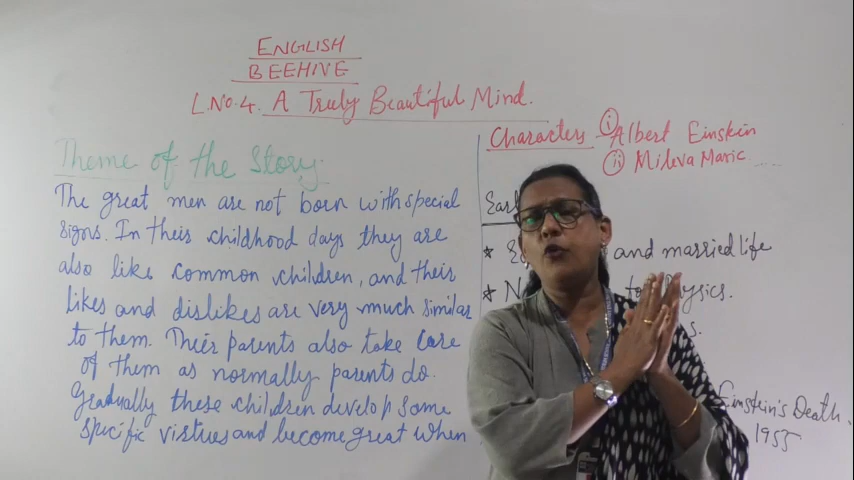 ENGLISH
BEEHIVE
L No. 4. A Truly Beautiful Mind.
Theme of the Story.
The great men are not born with special
signs. In their childhood days they are
also like common children, and their
likes and dislikes are very much similar
to them. Their parents also take care
of them as normally parents do.
Gradually these children develop some
specific virtues and become great when
Characters - (i) Albert Einstein
(ii) Mileva Maric ....
★ and married life
★
Einstein's Death.
1955